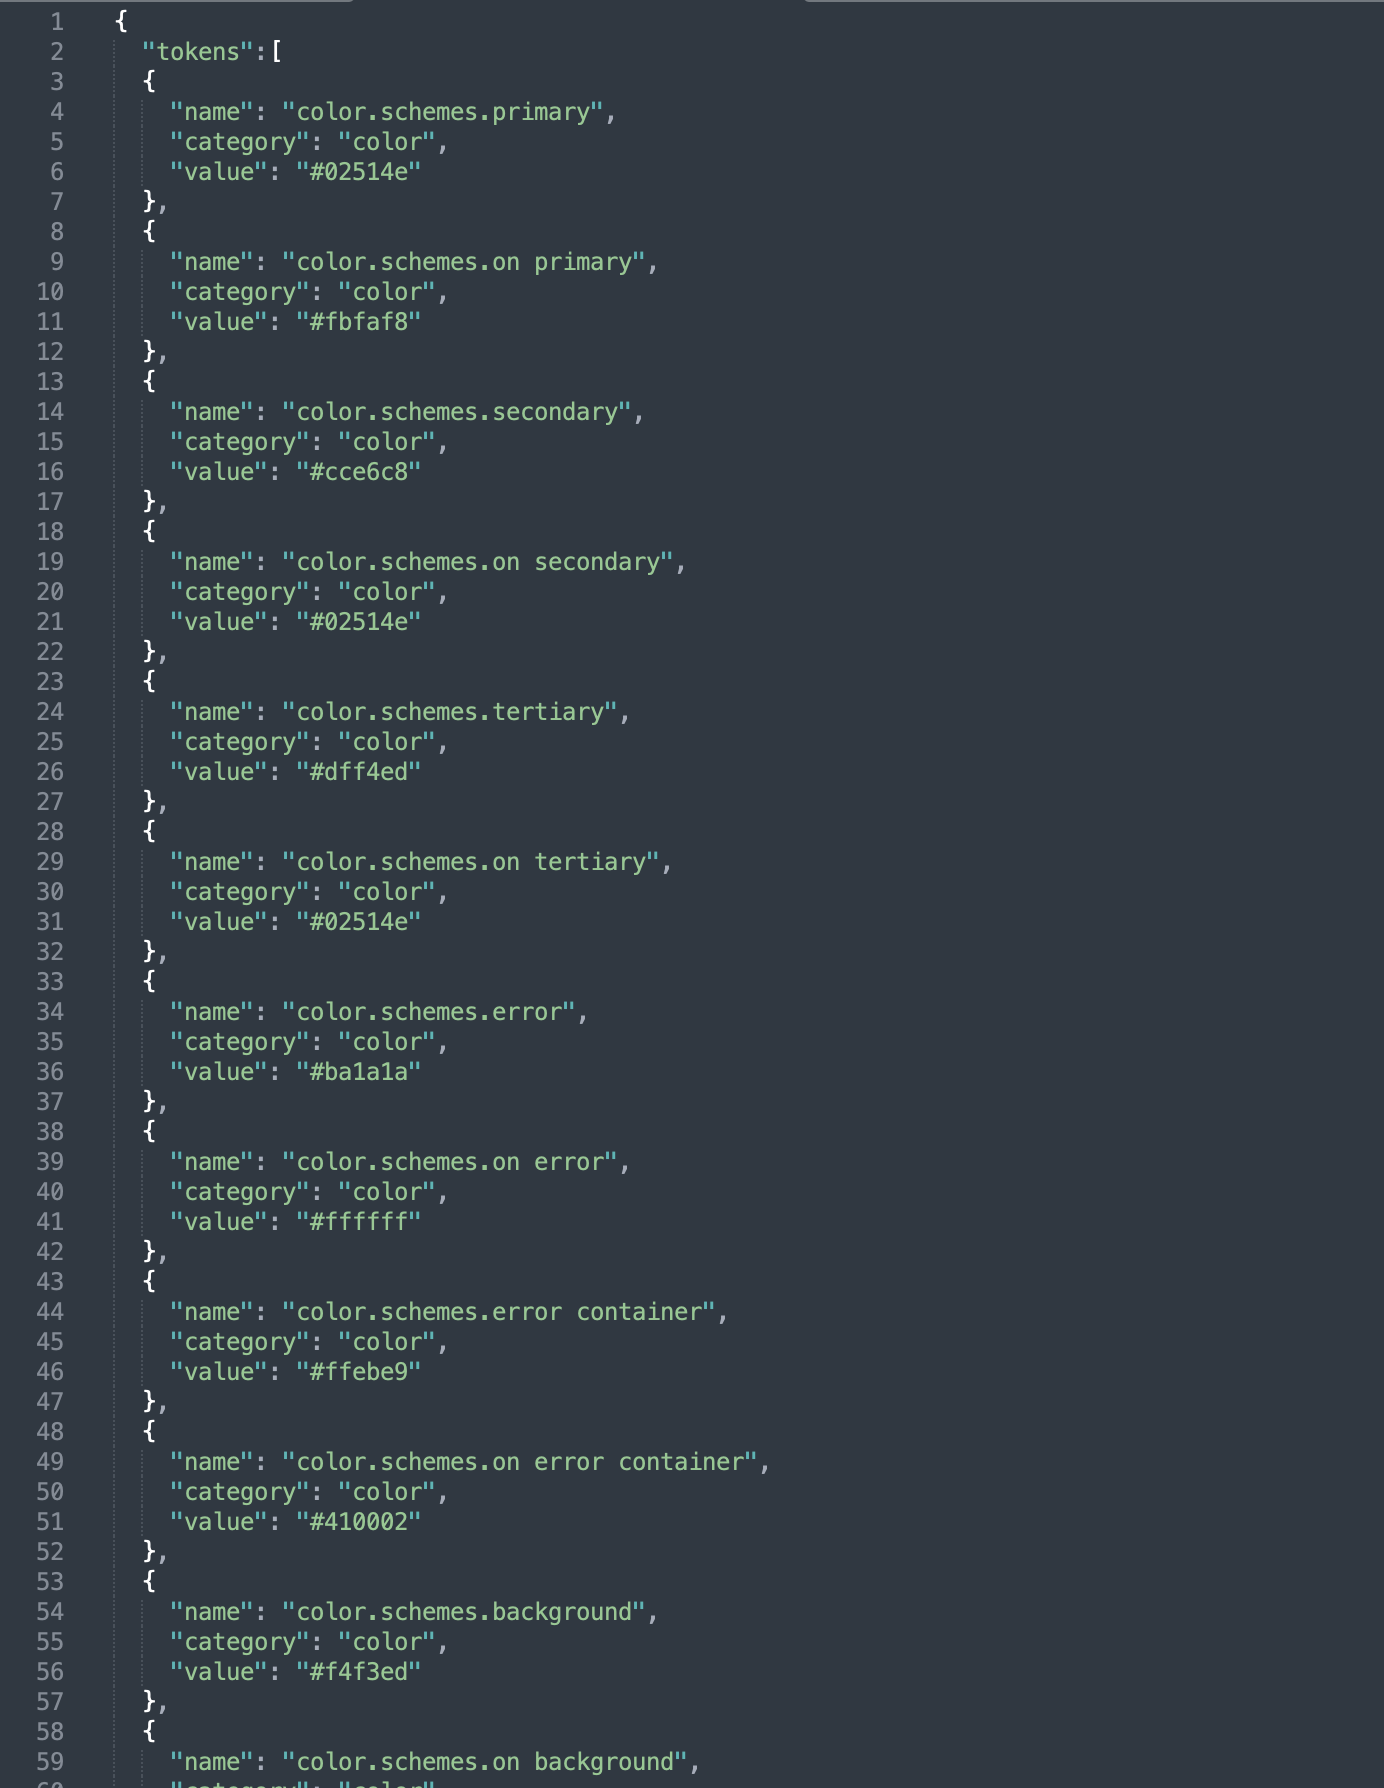 1 {
2 "tokens":[
3 {
4 "name": "color.schemes.primary",
5 "category": "color",
6 "value": "#02514e"
7 },
8 {
9 "name": "color.schemes.on primary",
10 "category": "color",
11 "value": "#fbfaf8"
12 },
13 {
14 "name": "color.schemes.secondary",
15 "category": "color",
16 "value": "#cce6c8"
17 },
18 {
19 "name": "color.schemes.on secondary",
20 "category": "color",
21 "value": "#02514e"
22 },
23 {
24 "name": "color.schemes.tertiary",
25 "category": "color",
26 "value": "#dff4ed"
27 },
28 {
29 "name": "color.schemes.on tertiary",
30 "category": "color",
31 "value": "#02514e"
32 },
33 {
34 "name": "color.schemes.error",
35 "category": "color",
36 "value": "#ba1a1a"
37 },
38 {
39 "name": "color.schemes.on error",
40 "category": "color",
41 "value": "#ffffff"
42 },
43 {
44 "name": "color.schemes.error container",
45 "category": "color",
46 "value": "#ffebe9"
47 },
48 {
49 "name": "color.schemes.on error container",
50 "category": "color",
51 "value": "#410002"
52 },
53 {
54 "name": "color.schemes.background",
55 "category": "color",
56 "value": "#f4f3ed"
57 },
58 {
59 "name": "color.schemes.on background",
60 "category": "color",